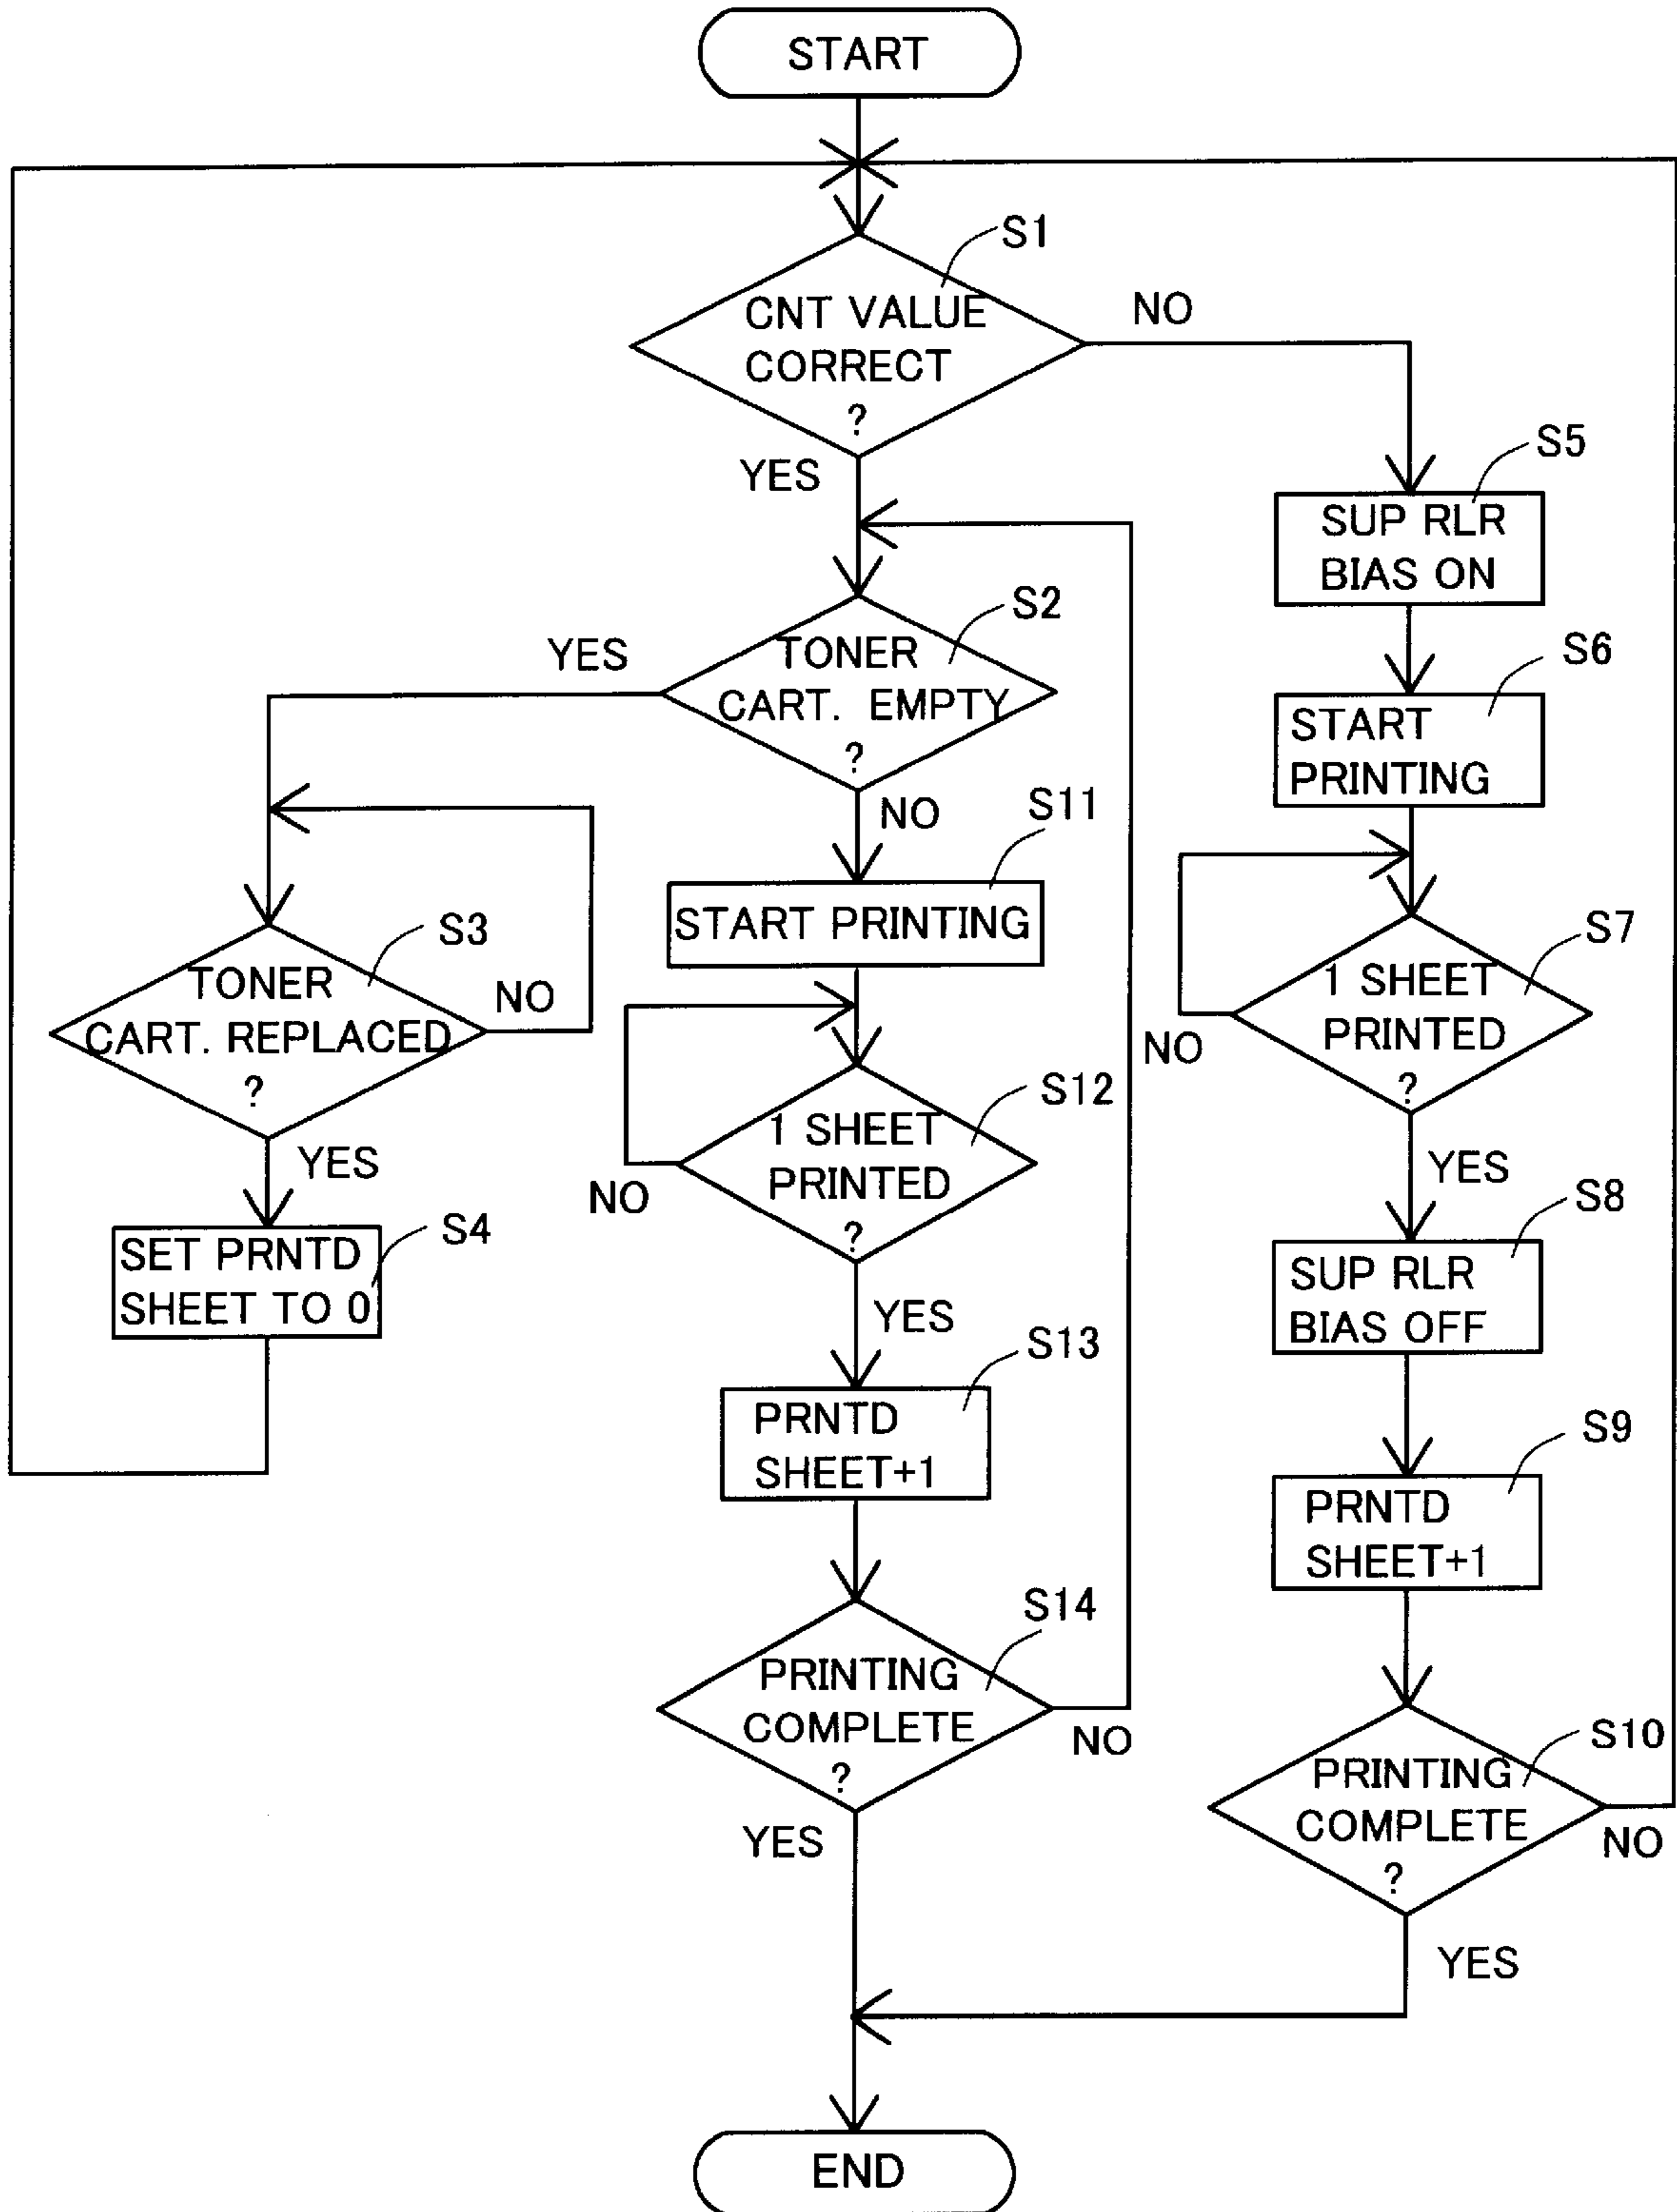 START
S1
CNT VALUE
CORRECT
?
NO
YES
S5
SUP RLR
BIAS ON
S2
TONER
CART. EMPTY
?
YES
NO
S6
START
PRINTING
S11
START PRINTING
S3
TONER
CART. REPLACED
?
NO
YES
S7
1 SHEET
PRINTED
?
NO
YES
S12
1 SHEET
PRINTED
?
NO
YES
S4
SET PRNTD
SHEET TO 0
S8
SUP RLR
BIAS OFF
S13
PRNTD
SHEET+1
S9
PRNTD
SHEET+1
S14
PRINTING
COMPLETE
?
NO
YES
S10
PRINTING
COMPLETE
?
NO
YES
END